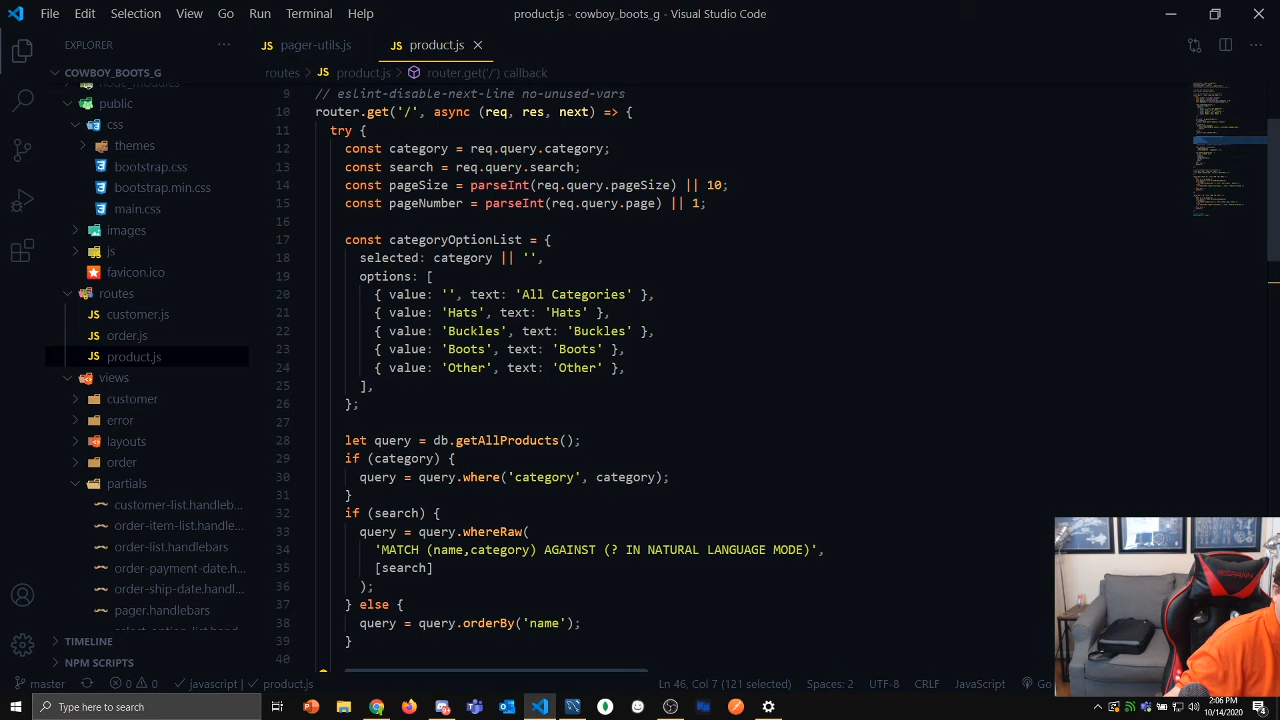 File Edit Selection View Go Run Terminal Help
product.js - cowboy_boots_g - Visual Studio Code
EXPLORER
JS pager-utils.js
JS product.js
COWBOY_BOOTS_G
routes > JS product.js > router.get('/') callback
node_modules
public
css
themes
bootstrap.css
bootstrap.min.css
main.css
images
js
favicon.ico
routes
JS customer.js
JS order.js
JS product.js
views
customer
error
layouts
order
partials
customer-list.handleb...
order-item-list.handle...
order-list.handlebars
order-payment-date.h...
order-ship-date.handl...
pager.handlebars
select-option-list.hand...
TIMELINE
NPM SCRIPTS
9 // eslint-disable-next-line no-unused-vars
10 router.get('/' async (req, res, next) => {
11 try {
12 const category = req.query.category;
13 const search = req.query.search;
14 const pageSize = parseInt(req.query.pageSize) || 10;
15 const pageNumber = parseInt(req.query.page) || 1;
16
17 const categoryOptionList = {
18 selected: category || '',
19 options: [
20 { value: '', text: 'All Categories' },
21 { value: 'Hats', text: 'Hats' },
22 { value: 'Buckles', text: 'Buckles' },
23 { value: 'Boots', text: 'Boots' },
24 { value: 'Other', text: 'Other' },
25 ],
26 };
27
28 let query = db.getAllProducts();
29 if (category) {
30 query = query.where('category', category);
31 }
32 if (search) {
33 query = query.whereRaw(
34 'MATCH (name,category) AGAINST (? IN NATURAL LANGUAGE MODE)',
35 [search]
36 );
37 } else {
38 query = query.orderBy('name');
39 }
40
RESPAWN
master 0 0 javascript | product.js
Ln 46, Col 7 (121 selected) Spaces: 2 UTF-8 CRLF JavaScript Go
Type here to search
2:06 PM
10/14/2020